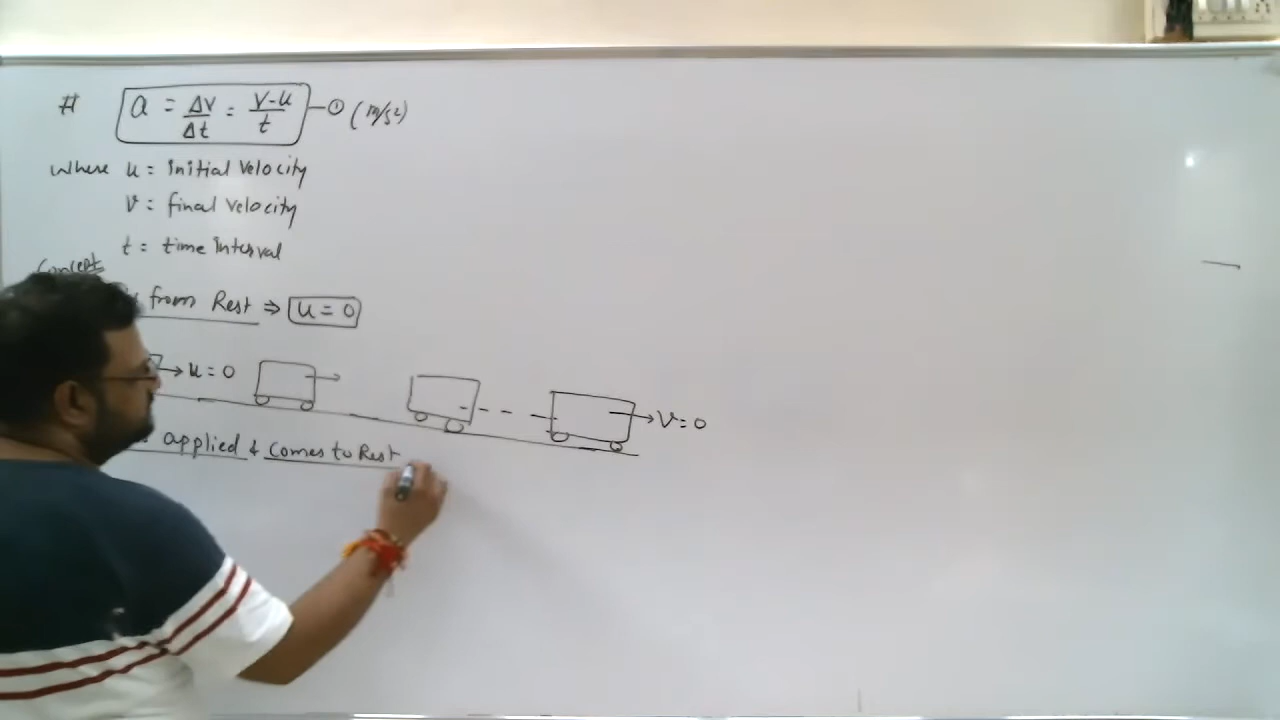 # a = Δv/Δt = v-u/t —① (m/s²)
where u = initial velocity
v = final velocity
t = time interval
Concept
from Rest ⇒ u = 0
u = 0
v = 0
applied & Comes to Rest